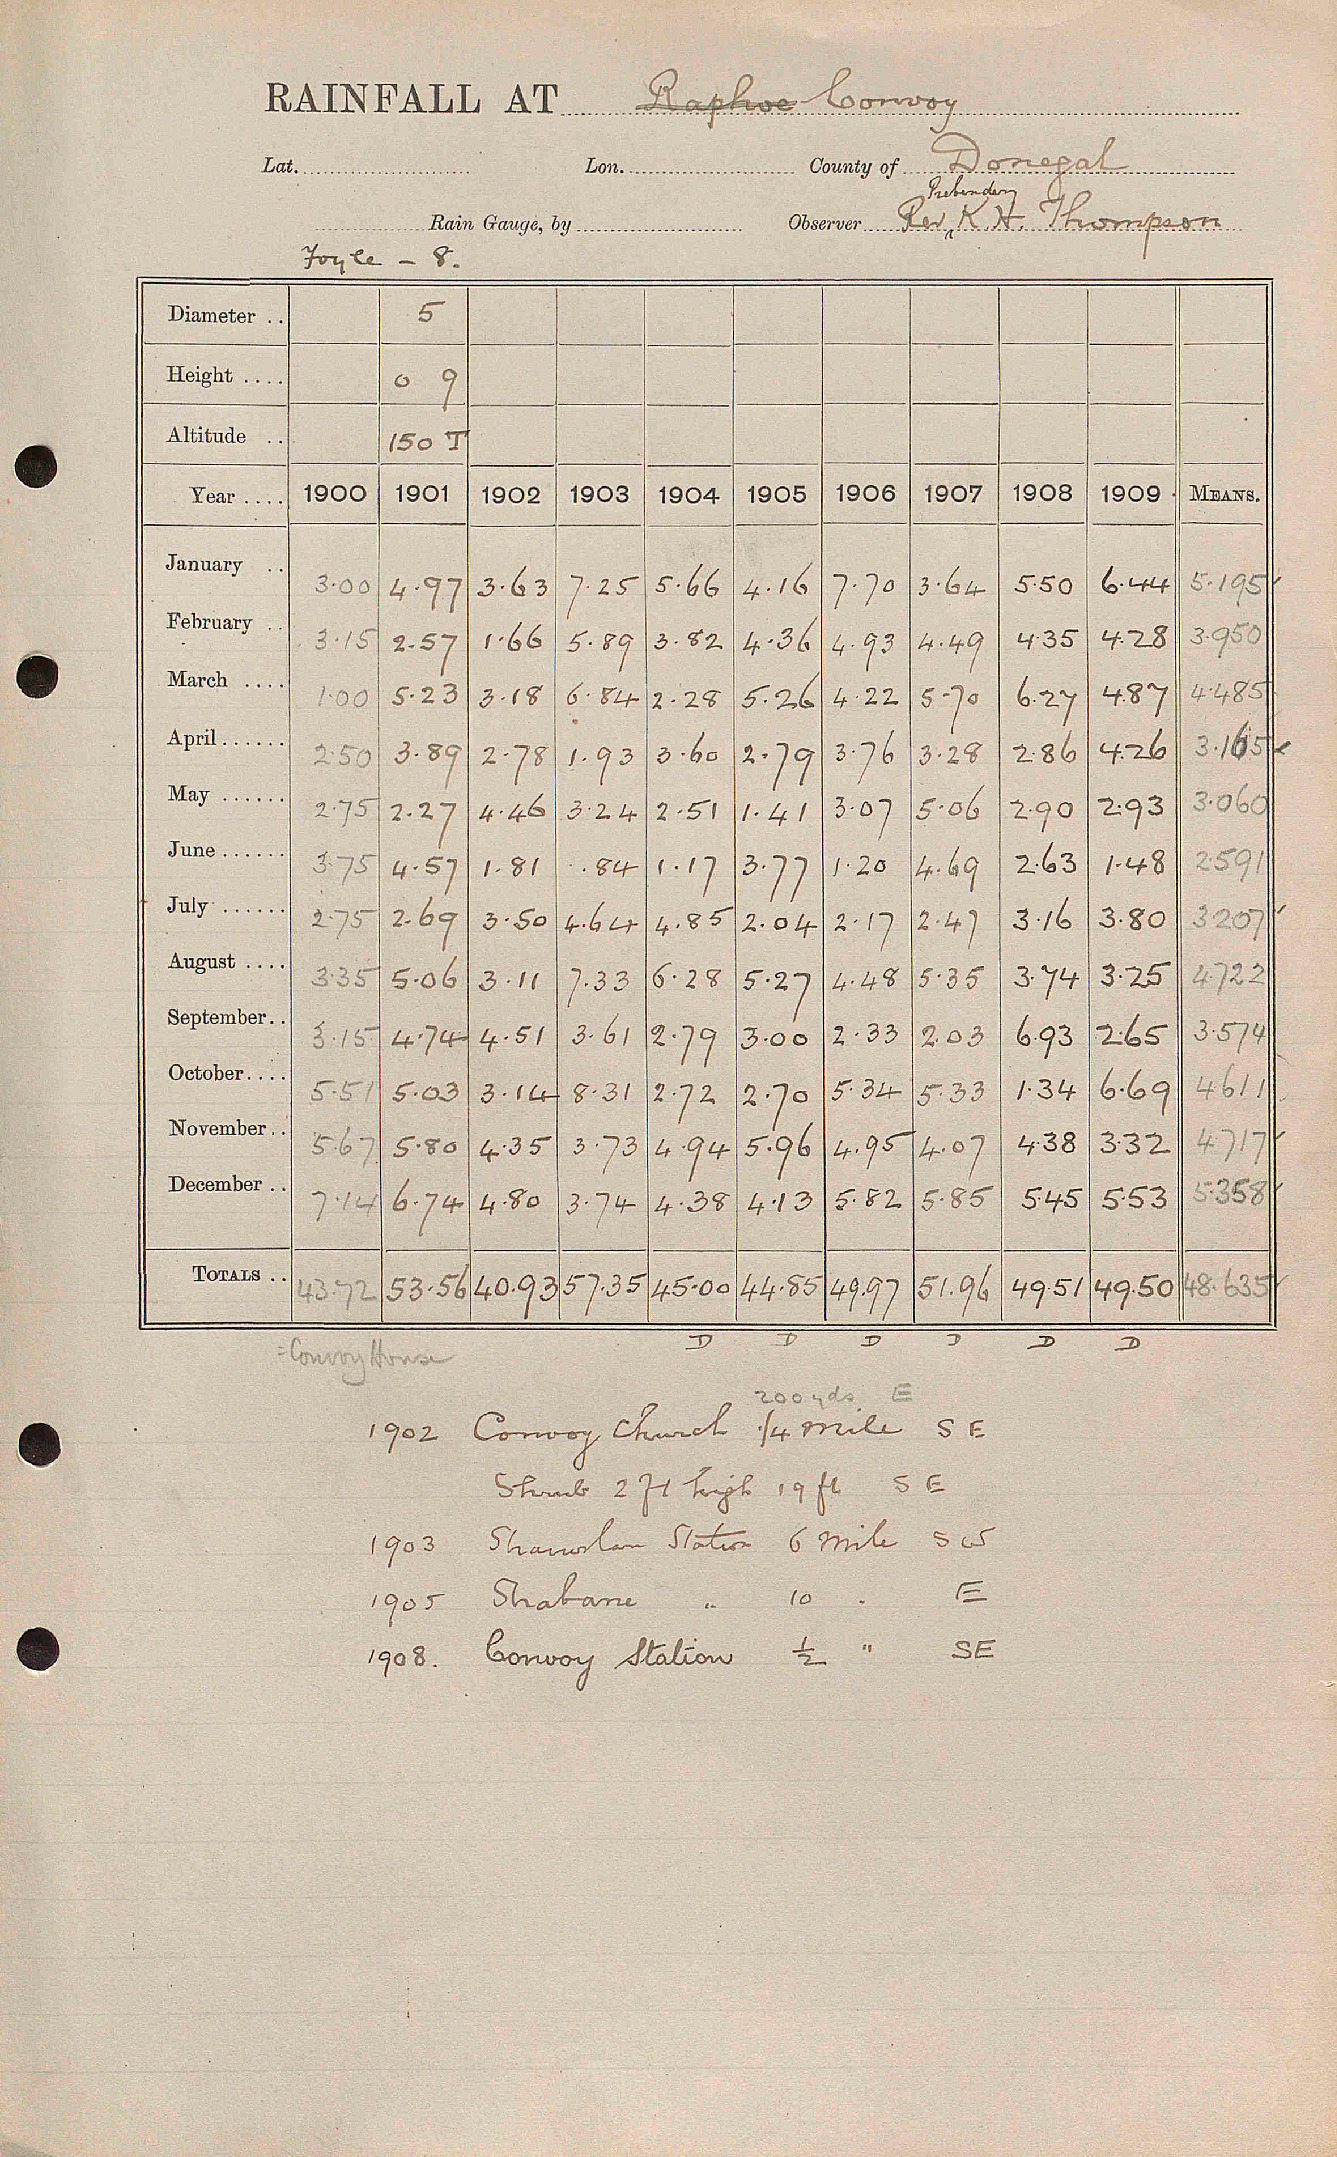 RAINFALL AT Raphoe Convoy
Lat. Lon. County of Donegal
Prebendary
Rain Gauge, by Observer Rev. K. H. Thompson
Foyle - 8.
Diameter .. 5
Height .... 0 9
Altitude .. 150 T
Year .... 1900 1901 1902 1903 1904 1905 1906 1907 1908 1909 MEANS.
January .. 3.00 4.97 3.63 7.25 5.66 4.16 7.70 3.64 5.50 6.44 5.195
February .. 3.15 2.57 1.66 5.89 3.82 4.36 4.93 4.49 4.35 4.28 3.950
March .... 1.00 5.23 3.18 6.84 2.28 5.26 4.22 5.70 6.27 4.87 4.485
April ...... 2.50 3.89 2.78 1.93 3.60 2.79 3.76 3.28 2.86 4.26 3.165
May ...... 2.75 2.27 4.46 3.24 2.51 1.41 3.07 5.06 2.90 2.93 3.060
June ...... 3.75 4.57 1.81 .84 1.17 3.77 1.20 4.69 2.63 1.48 2.591
July ...... 2.75 2.69 3.50 4.64 4.85 2.04 2.17 2.47 3.16 3.80 3.207
August .... 3.35 5.06 3.11 7.33 6.28 5.27 4.48 5.35 3.74 3.25 4.722
September .. 3.15 4.74 4.51 3.61 2.79 3.00 2.33 2.03 6.93 2.65 3.574
October .... 5.51 5.03 3.14 8.31 2.72 2.70 5.34 5.33 1.34 6.69 4.611
November .. 5.67 5.80 4.35 3.73 4.94 5.96 4.95 4.07 4.38 3.32 4.717
December .. 7.14 6.74 4.80 3.74 4.38 4.13 5.82 5.85 5.45 5.53 5.358
TOTALS .. 43.72 53.56 40.93 57.35 45.00 44.85 49.97 51.96 49.51 49.50 48.635
D D D D D D
=Convoy House
200 yds E
1902 Convoy Church 1/4 mile SE
Shrub 2 ft high 19 ft SE
1903 Station 6 mile SW
1905 Strabane " 10 " E
1908. Convoy Station 1/2 " SE